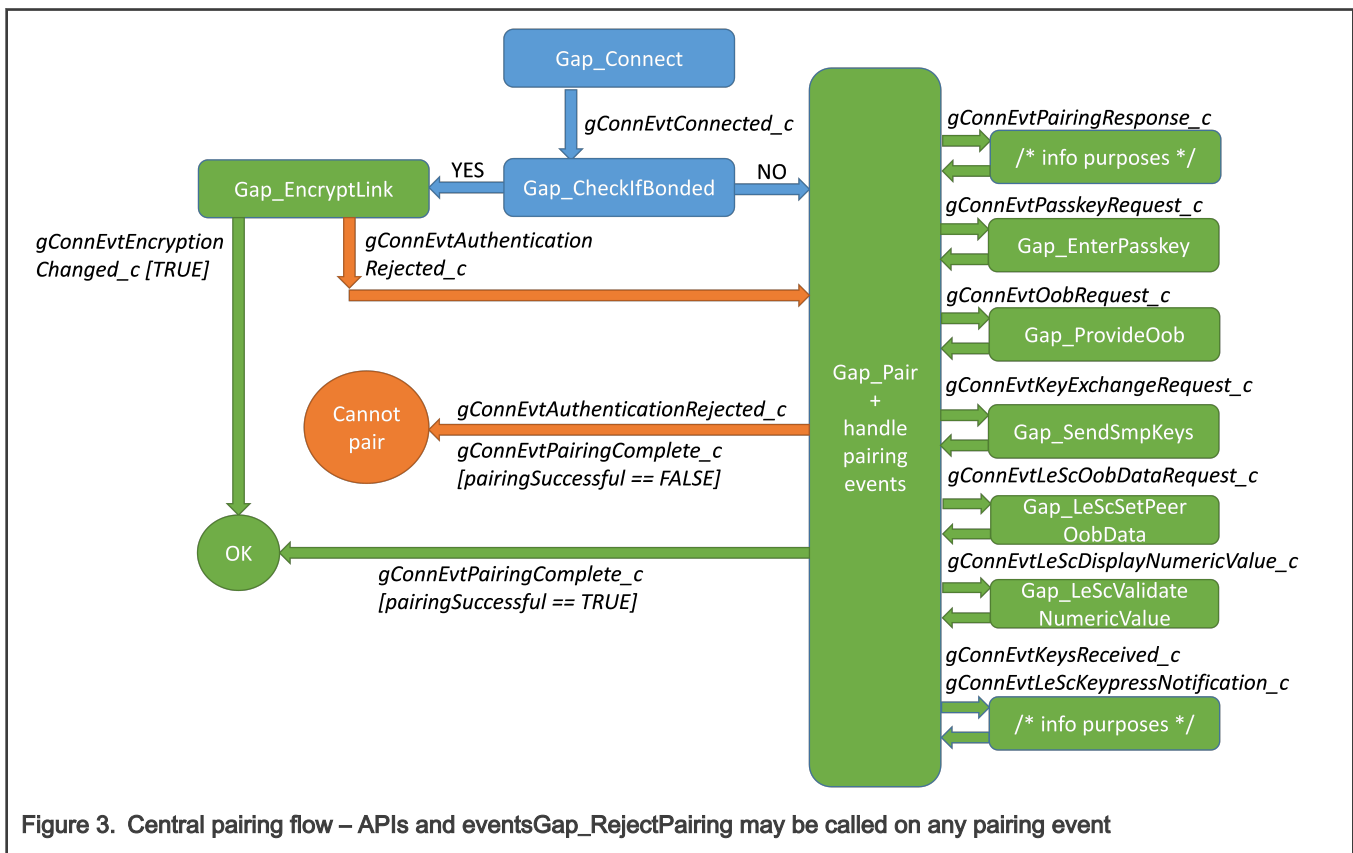 Gap_Connect
gConnEvtConnected_c
Gap_CheckIfBonded
YES
NO
Gap_EncryptLink
gConnEvtEncryption
Changed_c [TRUE]
gConnEvtAuthentication
Rejected_c
Cannot
pair
gConnEvtAuthenticationRejected_c
gConnEvtPairingComplete_c
[pairingSuccessful == FALSE]
OK
gConnEvtPairingComplete_c
[pairingSuccessful == TRUE]
Gap_Pair
+
handle
pairing
events
gConnEvtPairingResponse_c
/* info purposes */
gConnEvtPasskeyRequest_c
Gap_EnterPasskey
gConnEvtOobRequest_c
Gap_ProvideOob
gConnEvtKeyExchangeRequest_c
Gap_SendSmpKeys
gConnEvtLeScOobDataRequest_c
Gap_LeScSetPeer
OobData
gConnEvtLeScDisplayNumericValue_c
Gap_LeScValidate
NumericValue
gConnEvtKeysReceived_c
gConnEvtLeScKeypressNotification_c
/* info purposes */
Figure 3. Central pairing flow – APIs and eventsGap_RejectPairing may be called on any pairing event